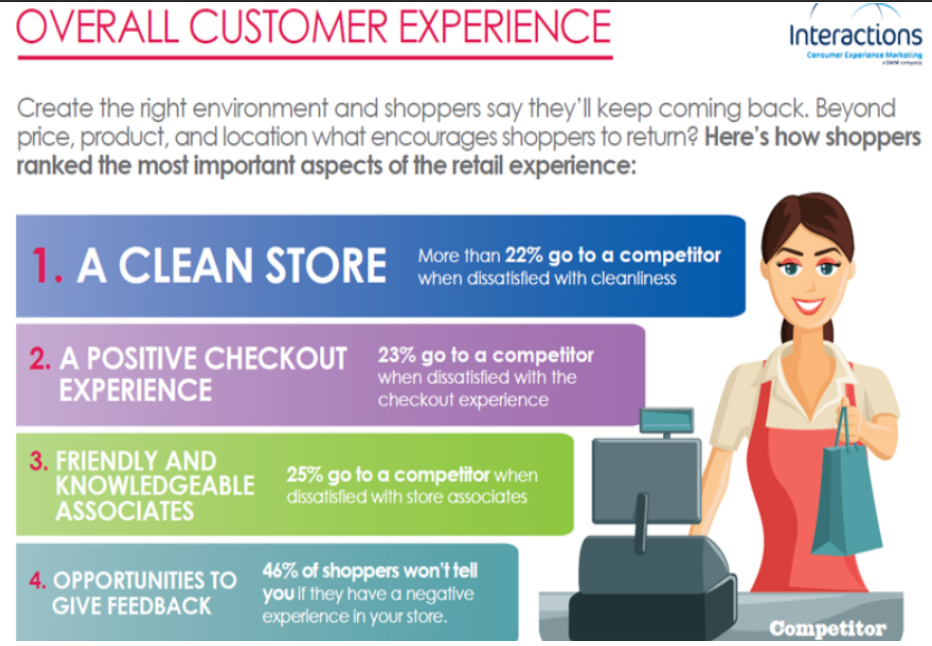 OVERALL CUSTOMER EXPERIENCE
Interactions
Consumer Experience Marketing
a Daymon company
Create the right environment and shoppers say they'll keep coming back. Beyond
price, product, and location what encourages shoppers to return? Here's how shoppers
ranked the most important aspects of the retail experience:
1. A CLEAN STORE
More than 22% go to a competitor
when dissatisfied with cleanliness
2. A POSITIVE CHECKOUT
EXPERIENCE
23% go to a competitor
when dissatisfied with the
checkout experience
3. FRIENDLY AND
KNOWLEDGEABLE
ASSOCIATES
25% go to a competitor when
dissatisfied with store associates
4. OPPORTUNITIES TO
GIVE FEEDBACK
46% of shoppers won't tell
you if they have a negative
experience in your store.
Competitor